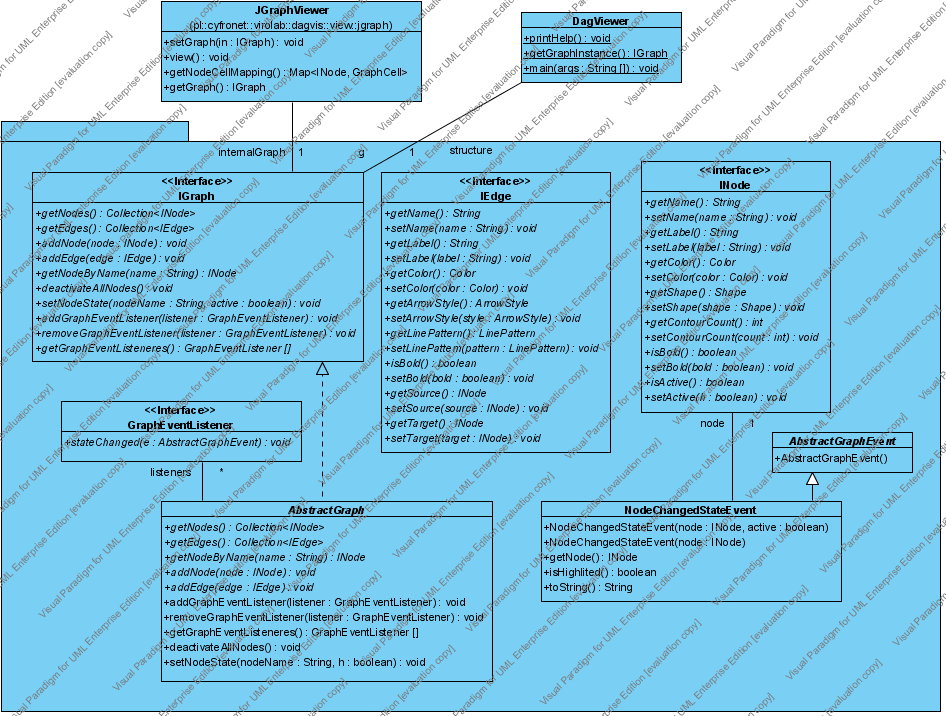 JGraphViewer
(pl::cyfronet::virolab::dagvis::view::jgraph)
+setGraph(in : IGraph) : void
+view() : void
+getNodeCellMapping() : Map<INode, GraphCell>
+getGraph() : IGraph
DagViewer
+printHelp() : void
+getGraphInstance() : IGraph
+main(args : String []) : void
internalGraph 1 g 1 structure
<<Interface>>
IGraph
+getNodes() : Collection<INode>
+getEdges() : Collection<IEdge>
+addNode(node : INode) : void
+addEdge(edge : IEdge) : void
+getNodeByName(name : String) : INode
+deactivateAllNodes() : void
+setNodeState(nodeName : String, active : boolean) : void
+addGraphEventListener(listener : GraphEventListener) : void
+removeGraphEventListener(listener : GraphEventListener) : void
+getGraphEventListeneres() : GraphEventListener []
<<interface>>
IEdge
+getName() : String
+setName(name : String) : void
+getLabel() : String
+setLabel(label : String) : void
+getColor() : Color
+setColor(color : Color) : void
+getArrowStyle() : ArrowStyle
+setArrowStyle(style : ArrowStyle) : void
+getLinePattern() : LinePattern
+setLinePattern(pattern : LinePattern) : void
+isBold() : boolean
+setBold(bold : boolean) : void
+getSource() : INode
+setSource(source : INode) : void
+getTarget() : INode
+setTarget(target : INode) : void
<<interface>>
INode
+getName() : String
+setName(name : String) : void
+getLabel() : String
+setLabel(label : String) : void
+getColor() : Color
+setColor(color : Color) : void
+getShape() : Shape
+setShape(shape : Shape) : void
+getContourCount() : int
+setContourCount(count : int) : void
+isBold() : boolean
+setBold(bold : boolean) : void
+isActive() : boolean
+setActive(h : boolean) : void
node 1
<<Interface>>
GraphEventListener
+stateChanged(e : AbstractGraphEvent) : void
listeners *
AbstractGraphEvent
+AbstractGraphEvent()
AbstractGraph
+getNodes() : Collection<INode>
+getEdges() : Collection<IEdge>
+getNodeByName(name : String) : INode
+addNode(node : INode) : void
+addEdge(edge : IEdge) : void
+addGraphEventListener(listener : GraphEventListener) : void
+removeGraphEventListener(listener : GraphEventListener) : void
+getGraphEventListeneres() : GraphEventListener []
+deactivateAllNodes() : void
+setNodeState(nodeName : String, h : boolean) : void
NodeChangedStateEvent
+NodeChangedStateEvent(node : INode, active : boolean)
+NodeChangedStateEvent(node : INode)
+getNode() : INode
+isHighlited() : boolean
+toString() : String
Visual Paradigm for UML Enterprise Edition [evaluation copy]